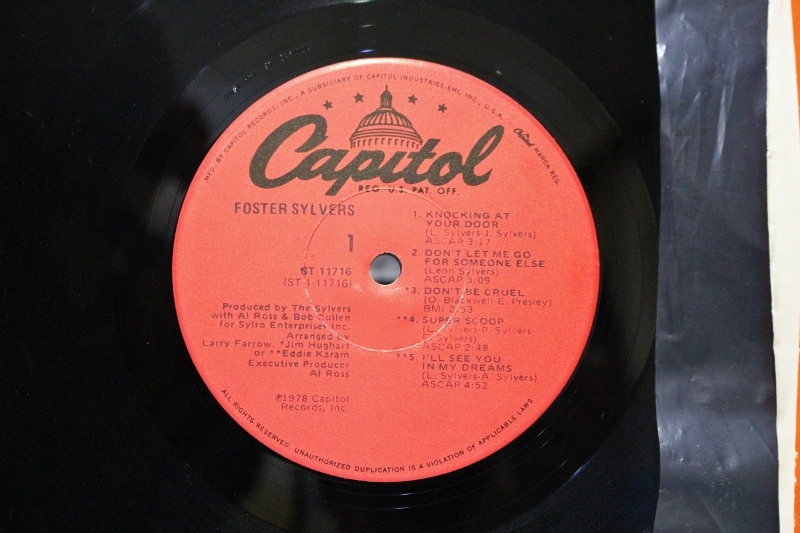 MFD. BY CAPITOL RECORDS, INC., A SUBSIDIARY OF CAPITOL INDUSTRIES-EMI, INC., U.S.A.
Capitol MARCA REG.
Capitol
REG. U.S. PAT. OFF.
FOSTER SYLVERS
1
ST-11716
(ST-1-11716)
Produced by The Sylvers
with Al Ross & Bob Cullen
for Sylro Enterprises Inc.
Arranged by
Larry Farrow, *Jim Hughart
or **Eddie Karam
Executive Producer
Al Ross
℗1978 Capitol
Records, Inc.
1. KNOCKING AT
YOUR DOOR
(L. Sylvers-J. Sylvers)
ASCAP 3:17
2. DON'T LET ME GO
FOR SOMEONE ELSE
(Leon Sylvers)
ASCAP 3:09
*3. DON'T BE CRUEL
(O. Blackwell-E. Presley)
BMI 2:53
**4. SUPER SCOOP
(L. Sylvers-P. Sylvers-
Sylvers)
ASCAP 2:48
**5. I'LL SEE YOU
IN MY DREAMS
(L. Sylvers-A. Sylvers)
ASCAP 4:52
ALL RIGHTS RESERVED. UNAUTHORIZED DUPLICATION IS A VIOLATION OF APPLICABLE LAWS